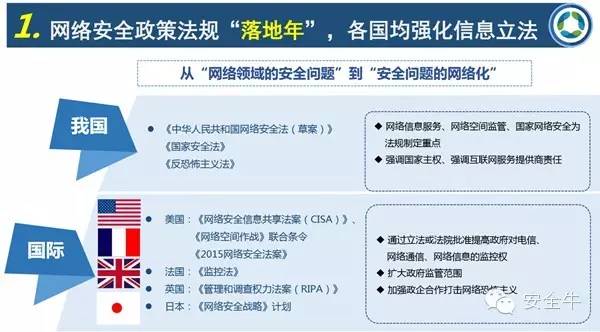 1. 网络安全政策法规“落地年”，各国均强化信息立法
从“网络领域的安全问题”到“安全问题的网络化”
我国
《中华人民共和国网络安全法（草案）》
《国家安全法》
《反恐怖主义法》
网络信息服务、网络空间监管、国家网络安全为
法规制定重点
强调国家主权、强调互联网服务提供商责任
国际
美国：《网络安全信息共享法案（CISA）》、
《网络空间作战》联合条令
《2015网络安全法案》
法国：《监控法》
英国：《管理和调查权力法案（RIPA）》
日本：《网络安全战略》计划
通过立法或法院批准提高政府对电信、
网络通信、网络信息的监控权
扩大政府监管范围
加强政企合作打击网络恐怖主义
安全牛